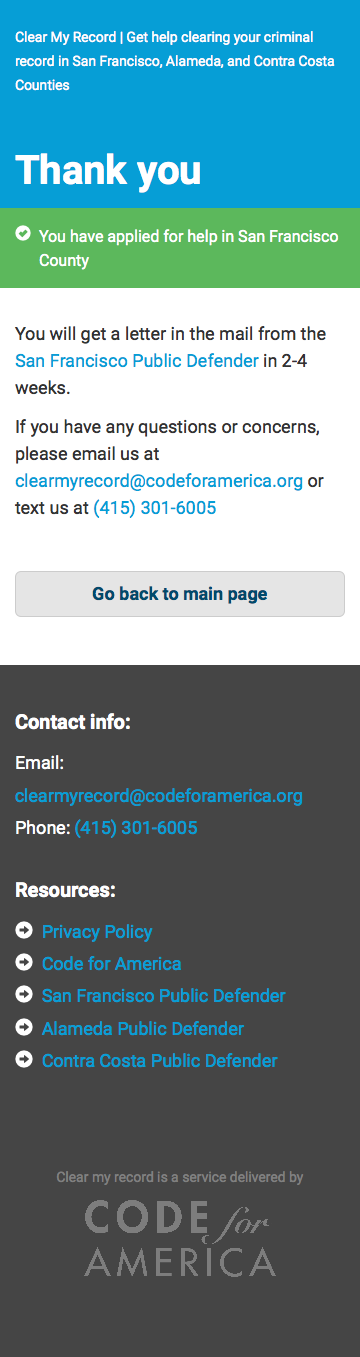 Clear My Record | Get help clearing your criminal
record in San Francisco, Alameda, and Contra Costa
Counties
Thank you
You have applied for help in San Francisco
County
You will get a letter in the mail from the
San Francisco Public Defender in 2-4
weeks.
If you have any questions or concerns,
please email us at
clearmyrecord@codeforamerica.org or
text us at (415) 301-6005
Go back to main page
Contact info:
Email:
clearmyrecord@codeforamerica.org
Phone: (415) 301-6005
Resources:
Privacy Policy
Code for America
San Francisco Public Defender
Alameda Public Defender
Contra Costa Public Defender
Clear my record is a service delivered by
CODE for
AMERICA